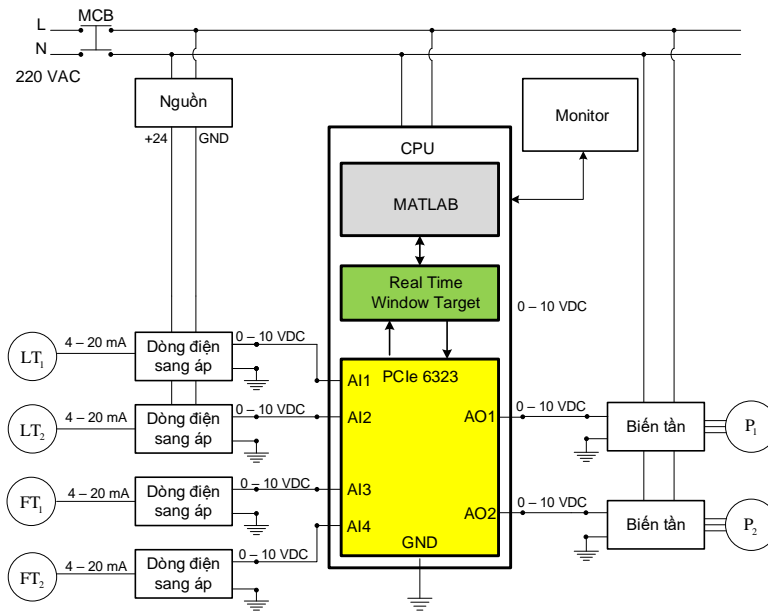 MCB
L
N
220 VAC
Nguồn
+24
GND
CPU
Monitor
MATLAB
Real Time
Window Target
0 – 10 VDC
PCIe 6323
LT1
4 – 20 mA
Dòng điện
sang áp
0 – 10 VDC
AI1
LT2
4 – 20 mA
Dòng điện
sang áp
0 – 10 VDC
AI2
AO1
0 – 10 VDC
Biến tần
P1
FT1
4 – 20 mA
Dòng điện
sang áp
0 – 10 VDC
AI3
AO2
0 – 10 VDC
Biến tần
P2
FT2
4 – 20 mA
Dòng điện
sang áp
0 – 10 VDC
AI4
GND